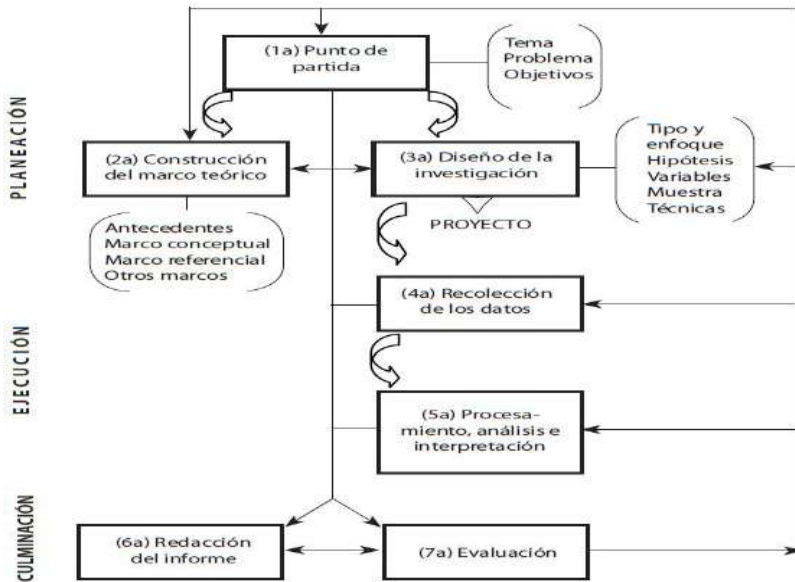 (1a) Punto de
partida
Tema
Problema
Objetivos
PLANEACIÓN
(2a) Construcción
del marco teórico
(3a) Diseño de la
investigación
Tipo y
enfoque
Hipótesis
Variables
Muestra
Técnicas
Antecedentes
Marco conceptual
Marco referencial
Otros marcos
PROYECTO
EJECUCIÓN
(4a) Recolección
de los datos
(5a) Procesa-
miento, análisis e
interpretación
CULMINACIÓN
(6a) Redacción
del informe
(7a) Evaluación